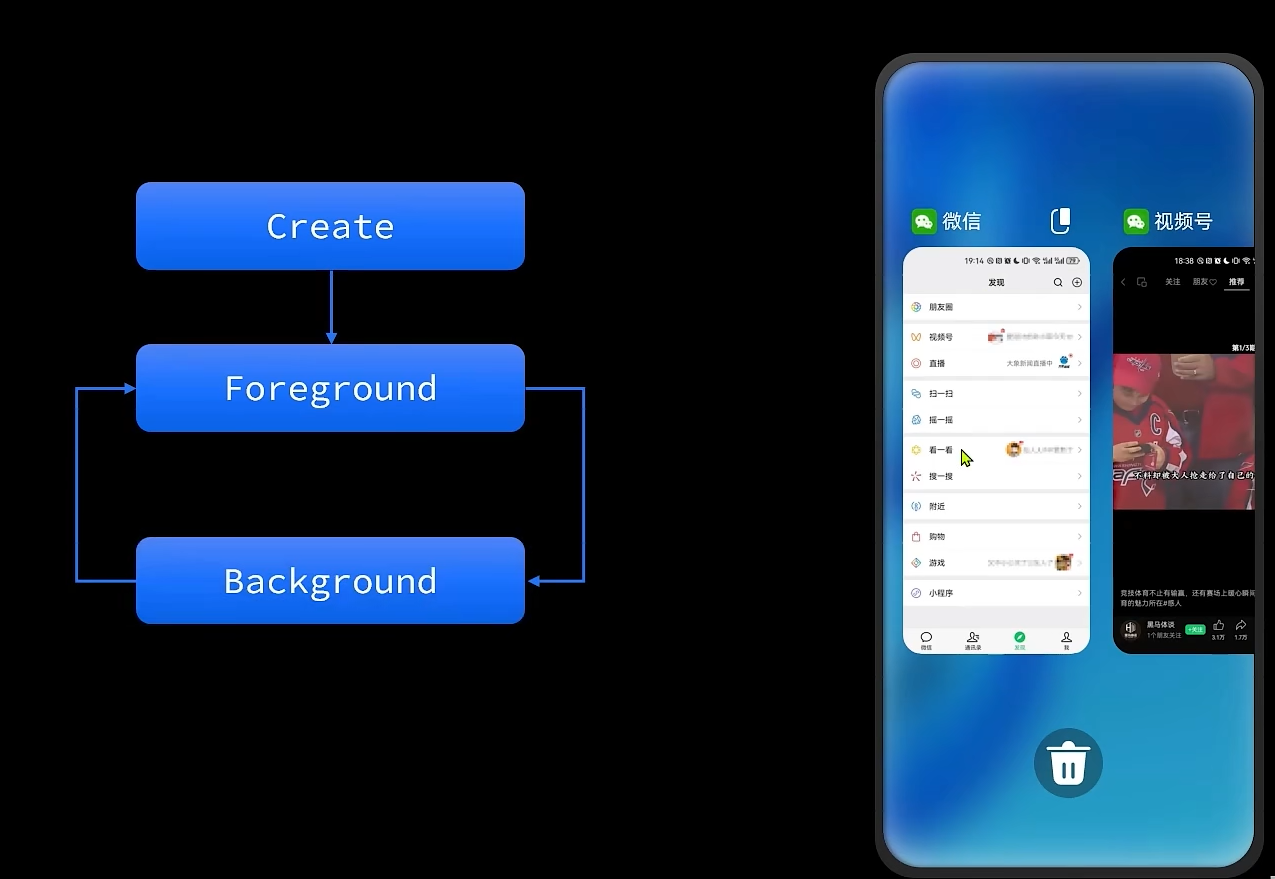 Create
Foreground
Background
微信
视频号
19:14
79
发现
朋友圈
视频号
直播
大象新闻直播中
扫一扫
摇一摇
看一看
搜一搜
附近
购物
游戏
小程序
微信
通讯录
发现
我
18:38
关注
朋友
推荐
第1/3期
C
不料却被大人抢走给了自己的
竞技体育不止有输赢，还有赛场上暖心瞬间
育的魅力所在#感人
黑马体谈
1个朋友关注
+关注
3.1万
1.7万